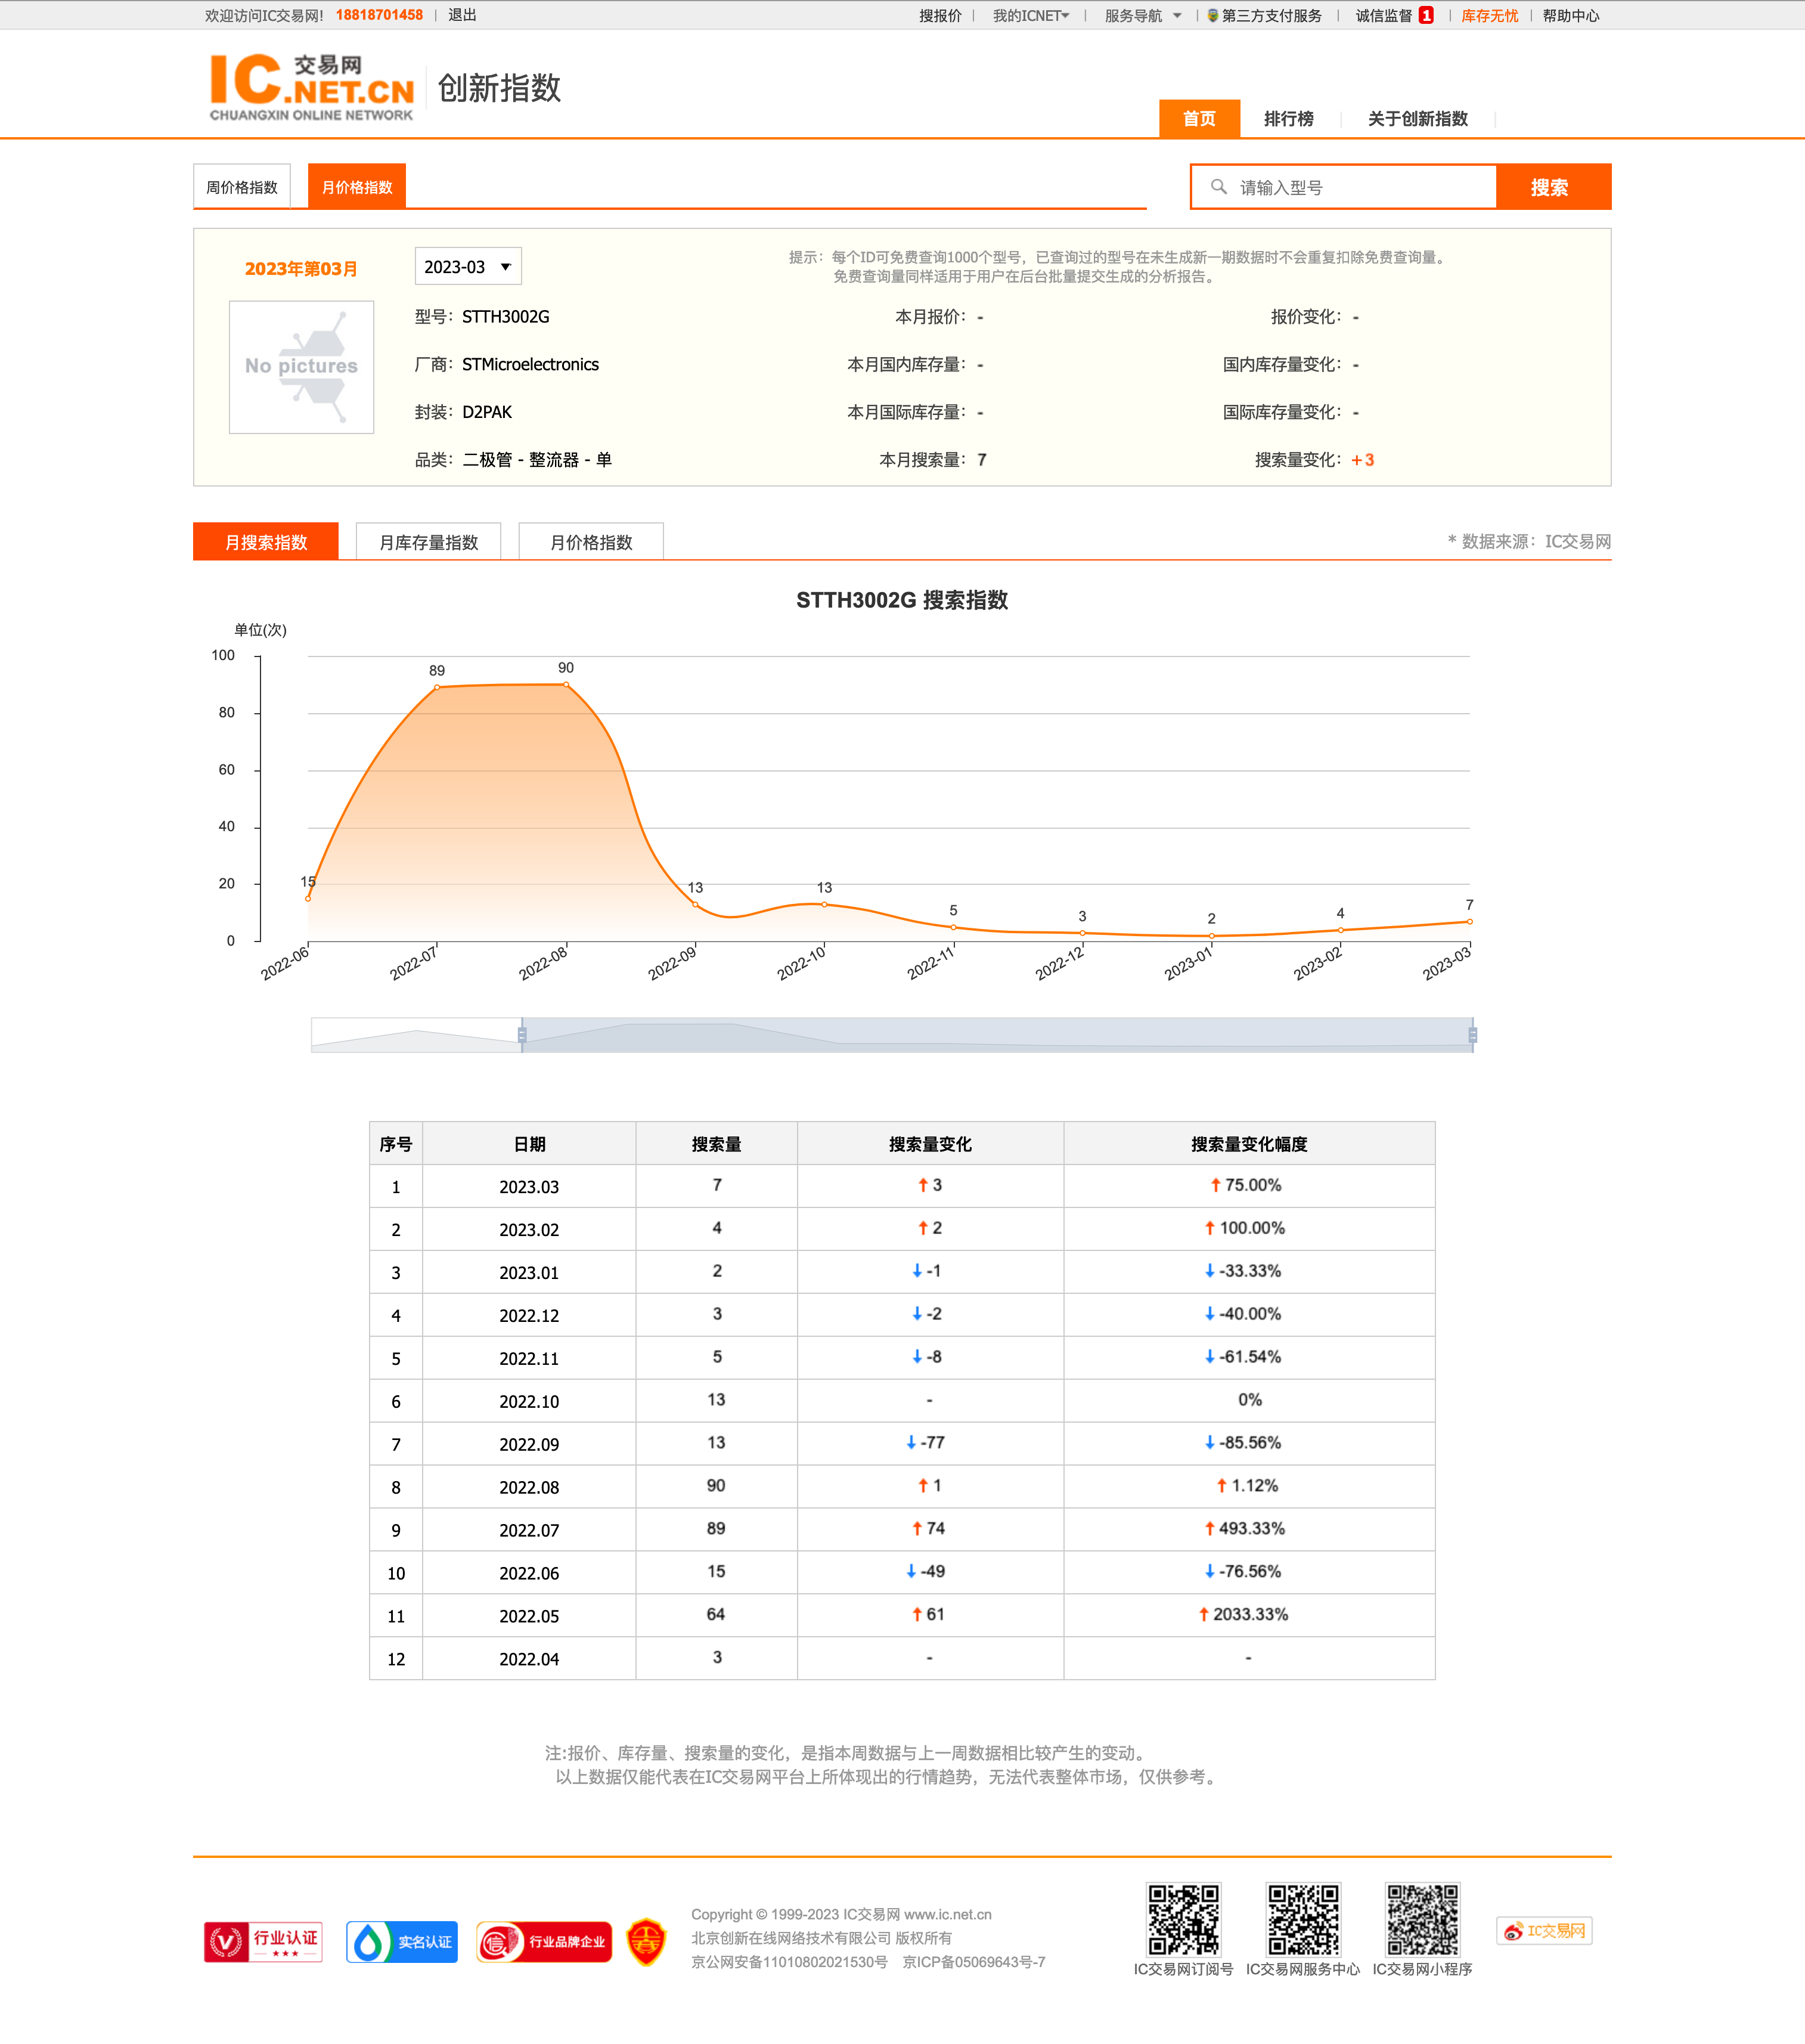 欢迎访问IC交易网! 18818701458 | 退出
搜报价 | 我的ICNET | 服务导航 | 第三方支付服务 | 诚信监督 1 | 库存无忧 | 帮助中心
IC交易网
.NET.CN
CHUANGXIN ONLINE NETWORK
创新指数
首页 排行榜 关于创新指数
周价格指数 月价格指数
请输入型号 搜索
2023年第03月 2023-03
提示：每个ID可免费查询1000个型号，已查询过的型号在未生成新一期数据时不会重复扣除免费查询量。
免费查询量同样适用于用户在后台批量提交生成的分析报告。
No pictures
型号：STTH3002G 本月报价：- 报价变化：-
厂商：STMicroelectronics 本月国内库存量：- 国内库存量变化：-
封装：D2PAK 本月国际库存量：- 国际库存量变化：-
品类：二极管 - 整流器 - 单 本月搜索量：7 搜索量变化：+3
月搜索指数 月库存量指数 月价格指数
* 数据来源：IC交易网
STTH3002G 搜索指数
单位(次)
100
80
60
40
20
0
15 89 90 13 13 5 3 2 4 7
2022-06 2022-07 2022-08 2022-09 2022-10 2022-11 2022-12 2023-01 2023-02 2023-03
序号 日期 搜索量 搜索量变化 搜索量变化幅度
1 2023.03 7 ↑ 3 ↑ 75.00%
2 2023.02 4 ↑ 2 ↑ 100.00%
3 2023.01 2 ↓ -1 ↓ -33.33%
4 2022.12 3 ↓ -2 ↓ -40.00%
5 2022.11 5 ↓ -8 ↓ -61.54%
6 2022.10 13 - 0%
7 2022.09 13 ↓ -77 ↓ -85.56%
8 2022.08 90 ↑ 1 ↑ 1.12%
9 2022.07 89 ↑ 74 ↑ 493.33%
10 2022.06 15 ↓ -49 ↓ -76.56%
11 2022.05 64 ↑ 61 ↑ 2033.33%
12 2022.04 3 - -
注:报价、库存量、搜索量的变化，是指本周数据与上一周数据相比较产生的变动。
以上数据仅能代表在IC交易网平台上所体现出的行情趋势，无法代表整体市场，仅供参考。
行业认证
实名认证
信 行业品牌企业
Copyright © 1999-2023 IC交易网 www.ic.net.cn
北京创新在线网络技术有限公司 版权所有
京公网安备11010802021530号 京ICP备05069643号-7
IC交易网订阅号 IC交易网服务中心 IC交易网小程序
IC交易网